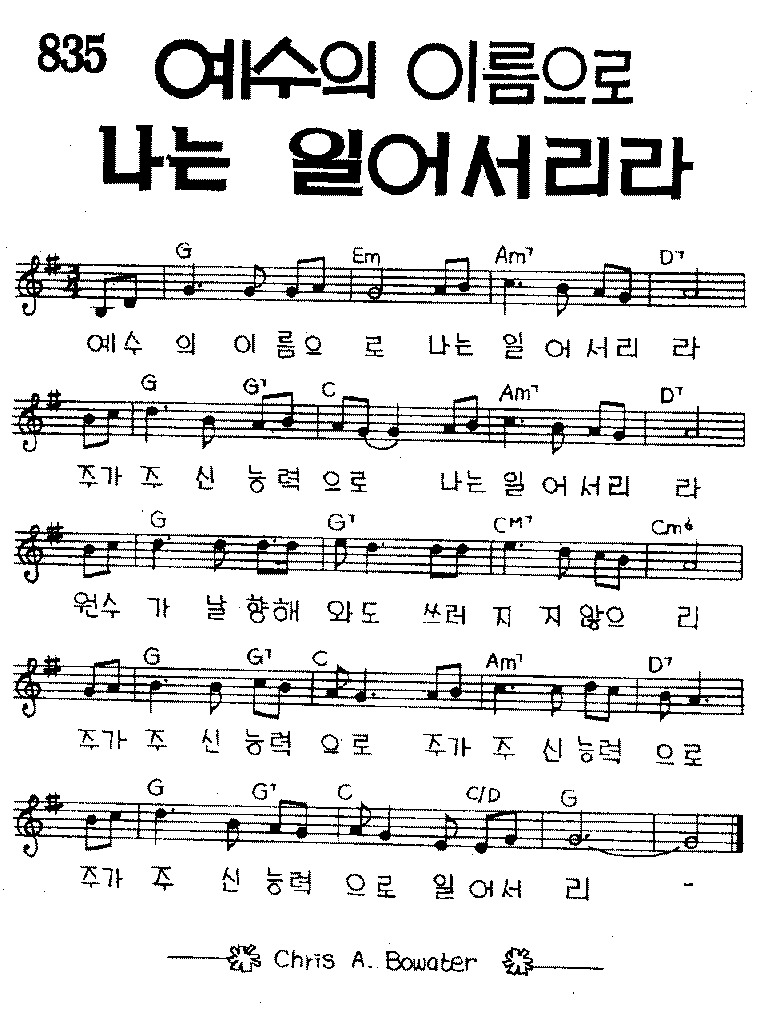 835 예수의 이름으로
나는 일어서리라
G Em Am7 D7
예수 의 이 름으 로 나는 일 어 서리 라
G G7 C Am7 D7
주가 주 신 능력 으로 나는 일 어 서리 라
G G7 CM7 Cm6
원수 가 날 향해 와도 쓰러 지 지 않으 리
G G7 C Am7 D7
주가 주 신 능력 으 로 주가 주 신 능력 으로
G G7 C C/D G
주가 주 신 능력 으 로 일 어서 리 -
Chris A. Bowater